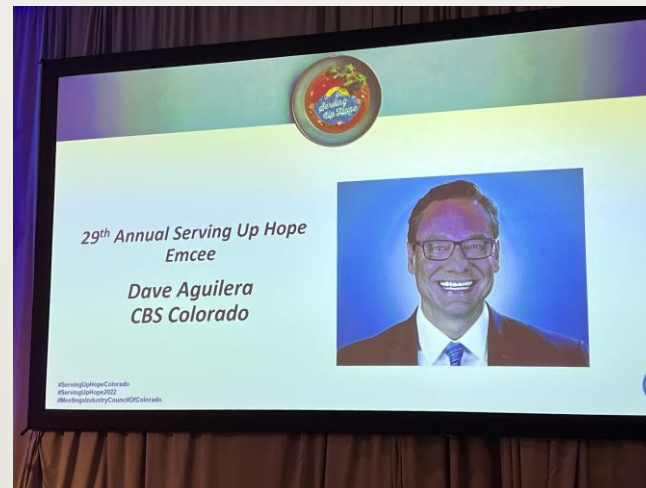 Serving
Up Hope
29th Annual Serving Up Hope
Emcee
Dave Aguilera
CBS Colorado
#ServingUpHopeColorado
#ServingUpHope2022
#MeetingsIndustryCouncilOfColorado